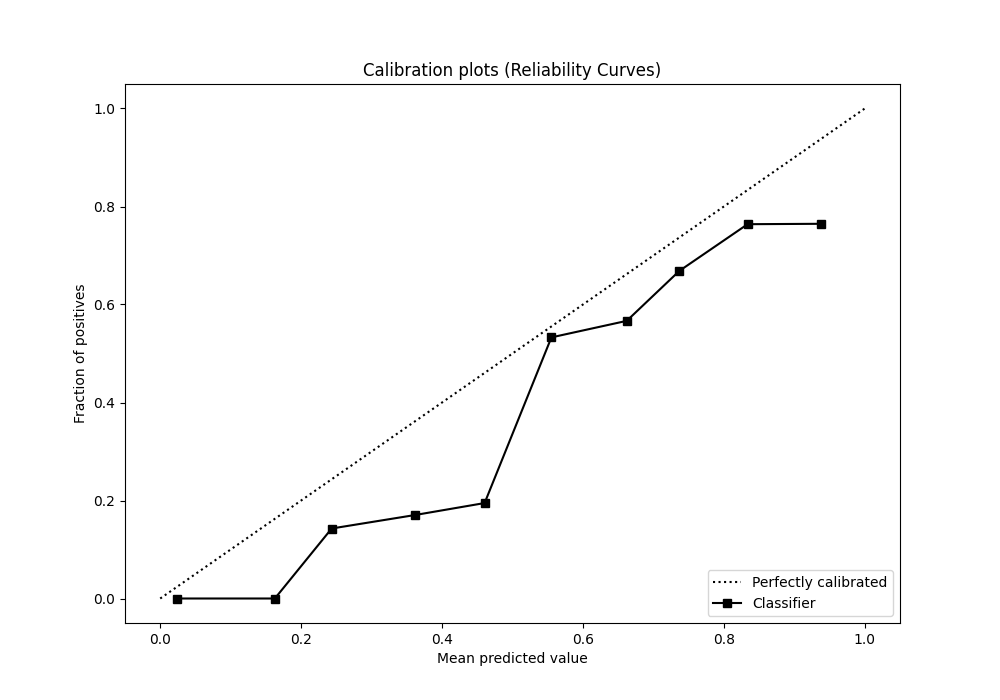 Calibration plots (Reliability Curves)
1.0
0.8
0.6
0.4
0.2
0.0
Fraction of positives
Perfectly calibrated
Classifier
0.0 0.2 0.4 0.6 0.8 1.0
Mean predicted value